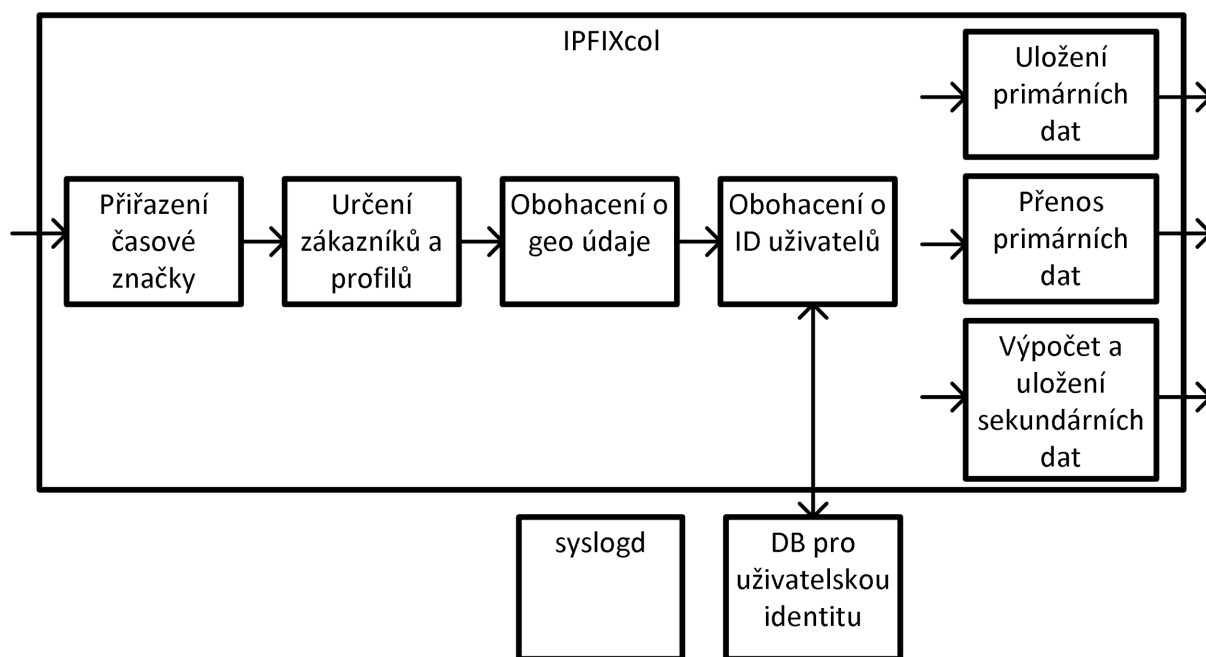 IPFIXcol
Přiřazení
časové
značky
Určení
zákazníků a
profilů
Obohacení o
geo údaje
Obohacení o
ID uživatelů
Uložení
primárních
dat
Přenos
primárních
dat
Výpočet a
uložení
sekundárních
dat
syslogd
DB pro
uživatelskou
identitu